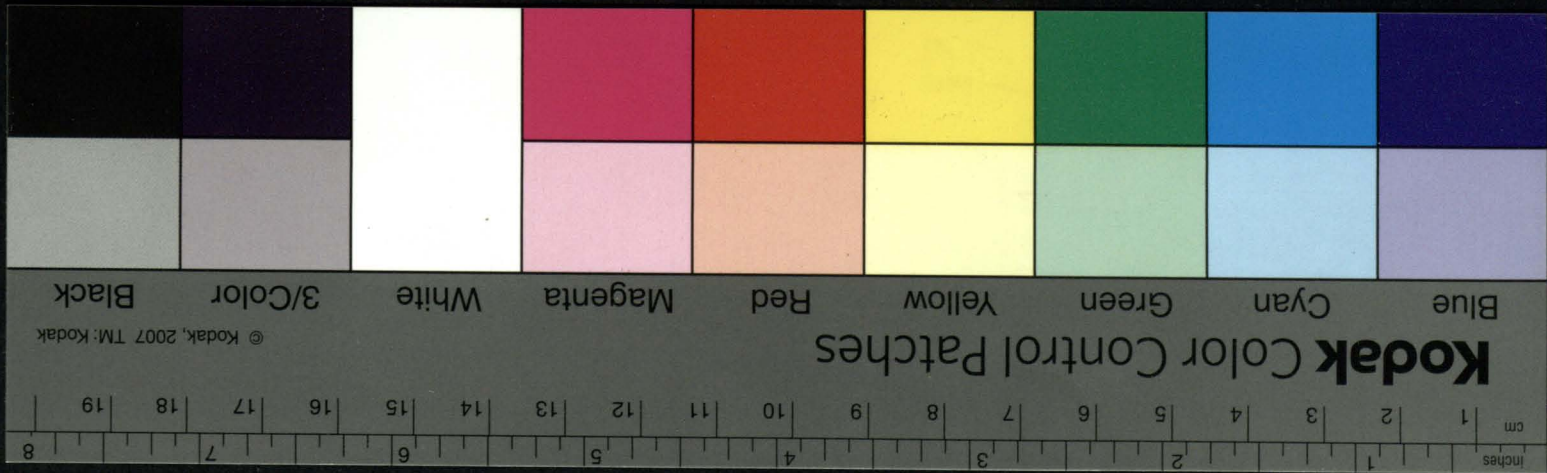 inches 1 2 3 4 5 6 7 8
cm 1 2 3 4 5 6 7 8 9 10 11 12 13 14 15 16 17 18 19
Kodak Color Control Patches
© Kodak, 2007 TM: Kodak
Blue Cyan Green Yellow Red Magenta White 3/Color Black